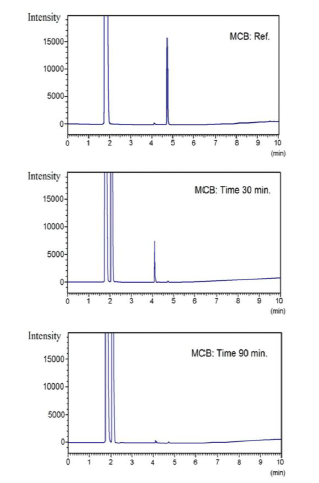 Intensity
MCB: Ref.
15000
10000
5000
0
0 1 2 3 4 5 6 7 8 9 10
(min)
Intensity
MCB: Time 30 min.
15000
10000
5000
0
0 1 2 3 4 5 6 7 8 9 10
(min)
Intensity
MCB: Time 90 min.
15000
10000
5000
0
0 1 2 3 4 5 6 7 8 9 10
(min)